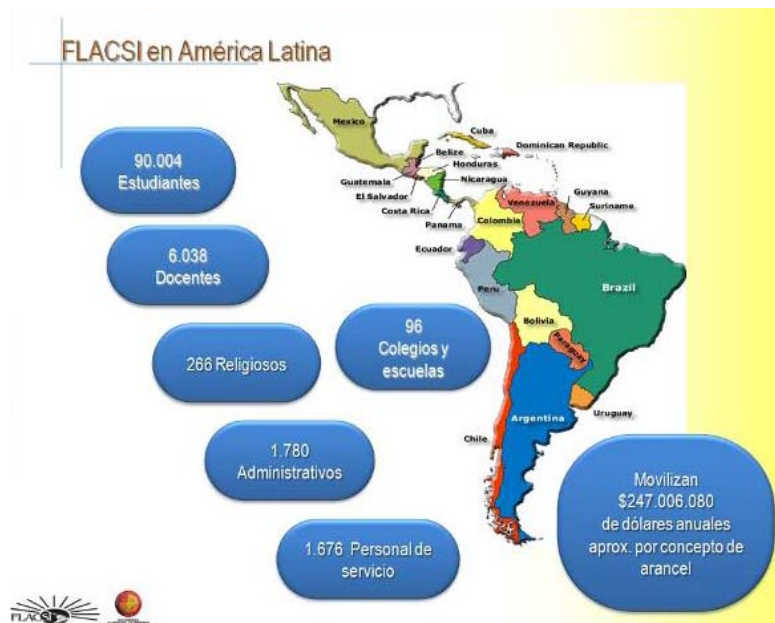 FLACSI en América Latina
90.004
Estudiantes
6.038
Docentes
266 Religiosos
96
Colegios y
escuelas
1.780
Administrativos
1.676 Personal de
servicio
Movilizan
$247.006.080
de dólares anuales
aprox. por concepto de
arancel
Mexico
Cuba
Dominican Republic
Belize
Honduras
Guatemala
Nicaragua
El Salvador
Costa Rica
Panama
Venezuela
Guyana
Suriname
Colombia
Ecuador
Peru
Brazil
Bolivia
Paraguay
Argentina
Uruguay
Chile
FLACSI